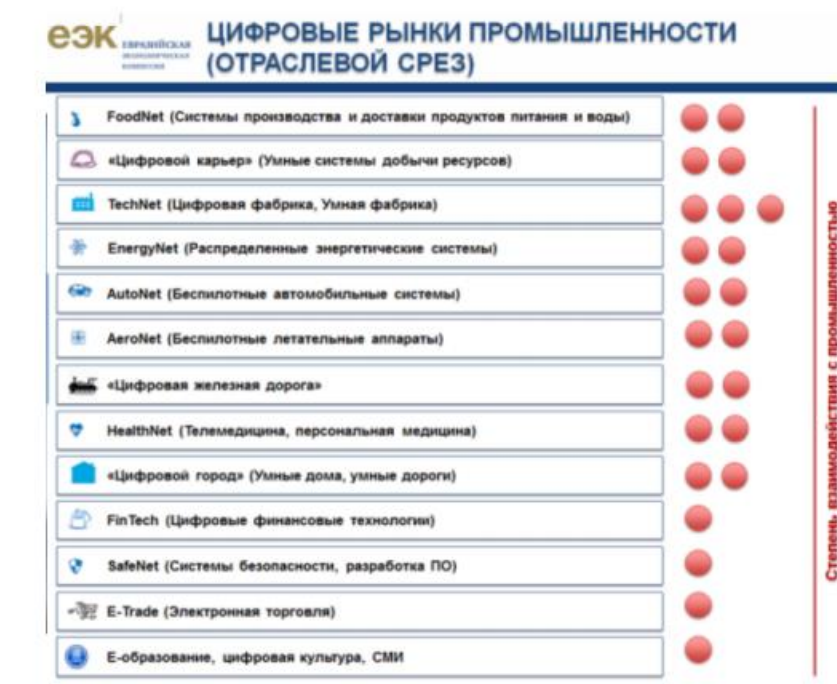 ЕЭК
ЕВРАЗИЙСКАЯ
ЭКОНОМИЧЕСКАЯ
КОМИССИЯ
ЦИФРОВЫЕ РЫНКИ ПРОМЫШЛЕННОСТИ
(ОТРАСЛЕВОЙ СРЕЗ)
FoodNet (Системы производства и доставки продуктов питания и воды)
«Цифровой карьер» (Умные системы добычи ресурсов)
TechNet (Цифровая фабрика, Умная фабрика)
EnergyNet (Распределенные энергетические системы)
AutoNet (Беспилотные автомобильные системы)
AeroNet (Беспилотные летательные аппараты)
«Цифровая железная дорога»
HealthNet (Телемедицина, персональная медицина)
«Цифровой город» (Умные дома, умные дороги)
FinTech (Цифровые финансовые технологии)
SafeNet (Системы безопасности, разработка ПО)
E-Trade (Электронная торговля)
Е-образование, цифровая культура, СМИ
Степень взаимодействия с промышленностью